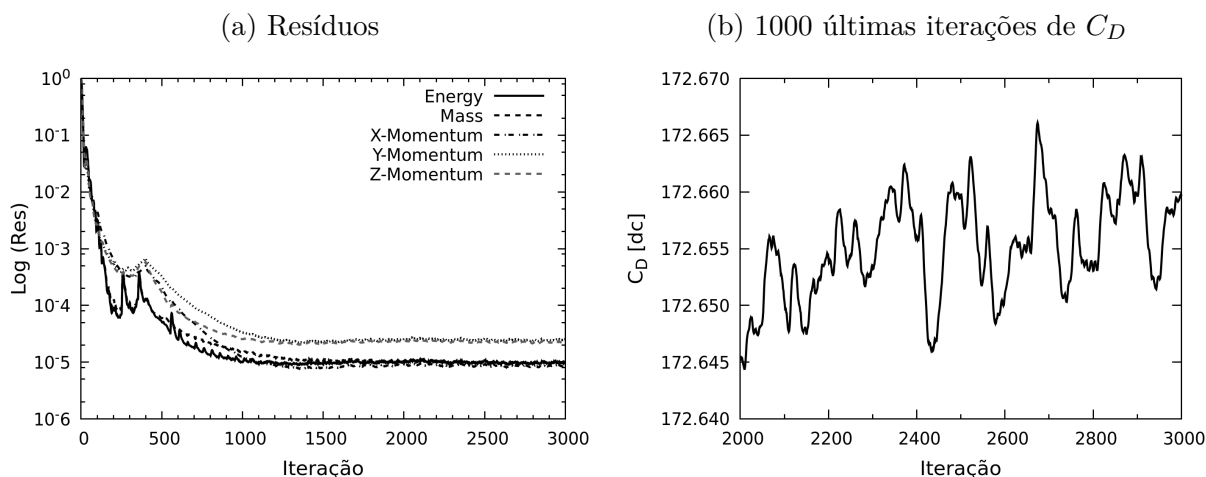 (a) Resíduos
10⁰
10⁻¹
10⁻²
10⁻³
10⁻⁴
10⁻⁵
10⁻⁶
Log (Res)
Energy
Mass
X-Momentum
Y-Momentum
Z-Momentum
0 500 1000 1500 2000 2500 3000
Iteração
(b) 1000 últimas iterações de C_D
172.670
172.665
172.660
172.655
172.650
172.645
172.640
C_D [dc]
2000 2200 2400 2600 2800 3000
Iteração